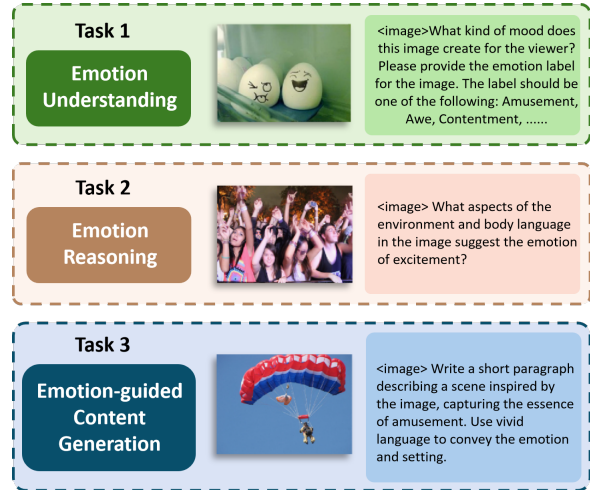 Task 1
Emotion
Understanding
<image>What kind of mood does
this image create for the viewer?
Please provide the emotion label
for the image. The label should be
one of the following: Amusement,
Awe, Contentment, ......
Task 2
Emotion
Reasoning
<image> What aspects of the
environment and body language
in the image suggest the emotion
of excitement?
Task 3
Emotion-guided
Content
Generation
<image> Write a short paragraph
describing a scene inspired by
the image, capturing the essence
of amusement. Use vivid
language to convey the emotion
and setting.